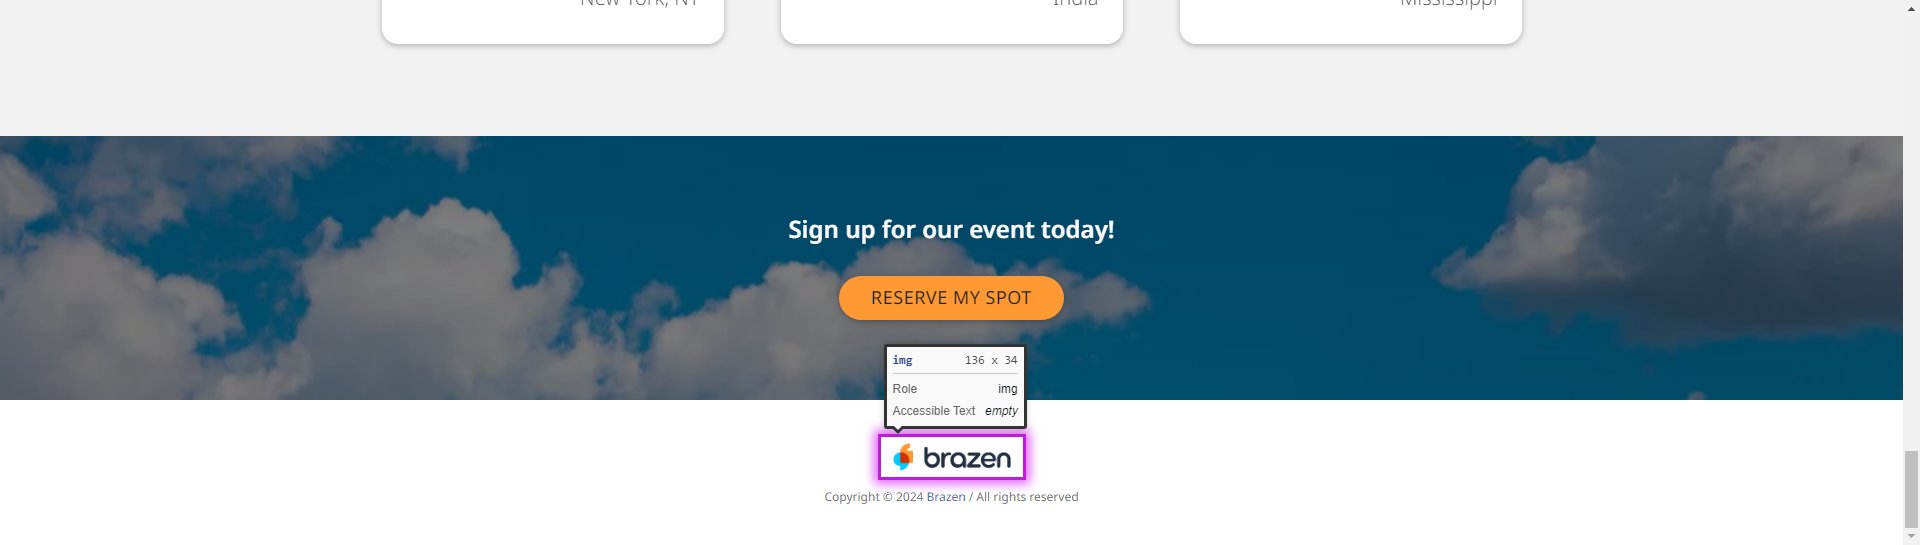 New York, NY
India
Mississippi
Sign up for our event today!
RESERVE MY SPOT
img 136 x 34
Role img
Accessible Text empty
brazen
Copyright © 2024 Brazen / All rights reserved